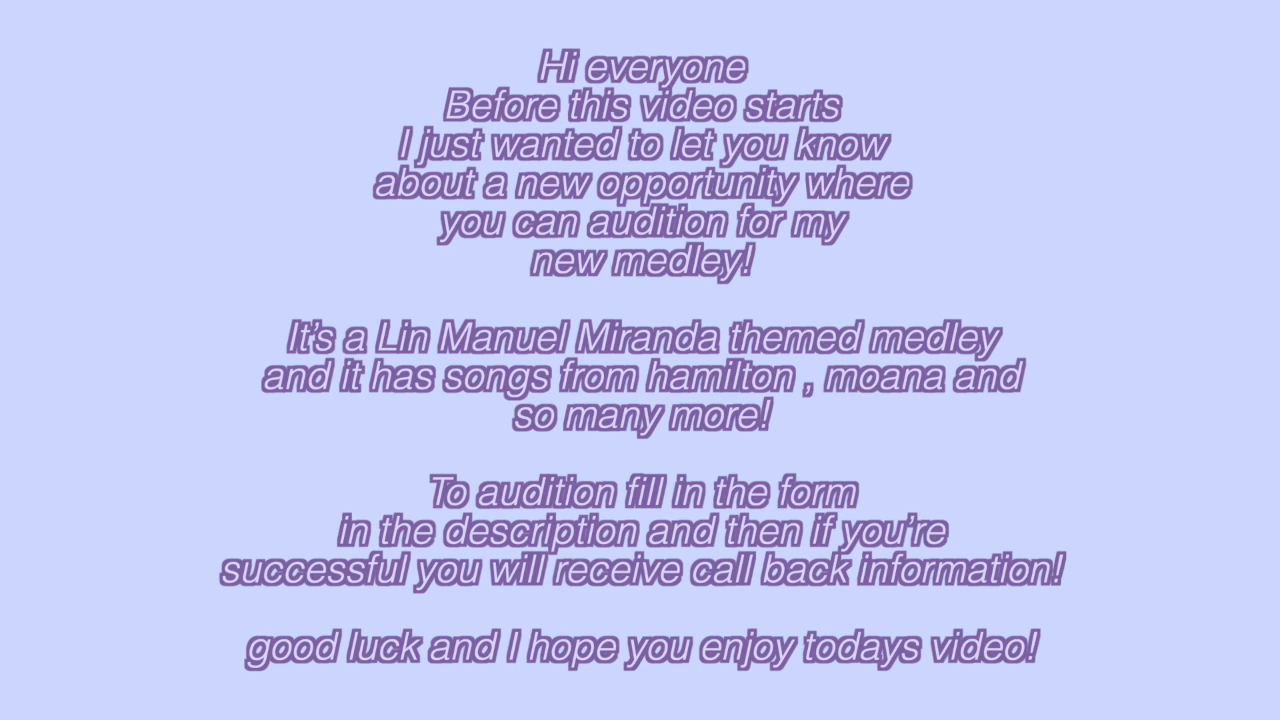 Hi everyone
Before this video starts
I just wanted to let you know
about a new opportunity where
you can audition for my
new medley!
It’s a Lin Manuel Miranda themed medley
and it has songs from hamilton , moana and
so many more!
To audition fill in the form
in the description and then if you’re
successful you will receive call back information!
good luck and I hope you enjoy todays video!